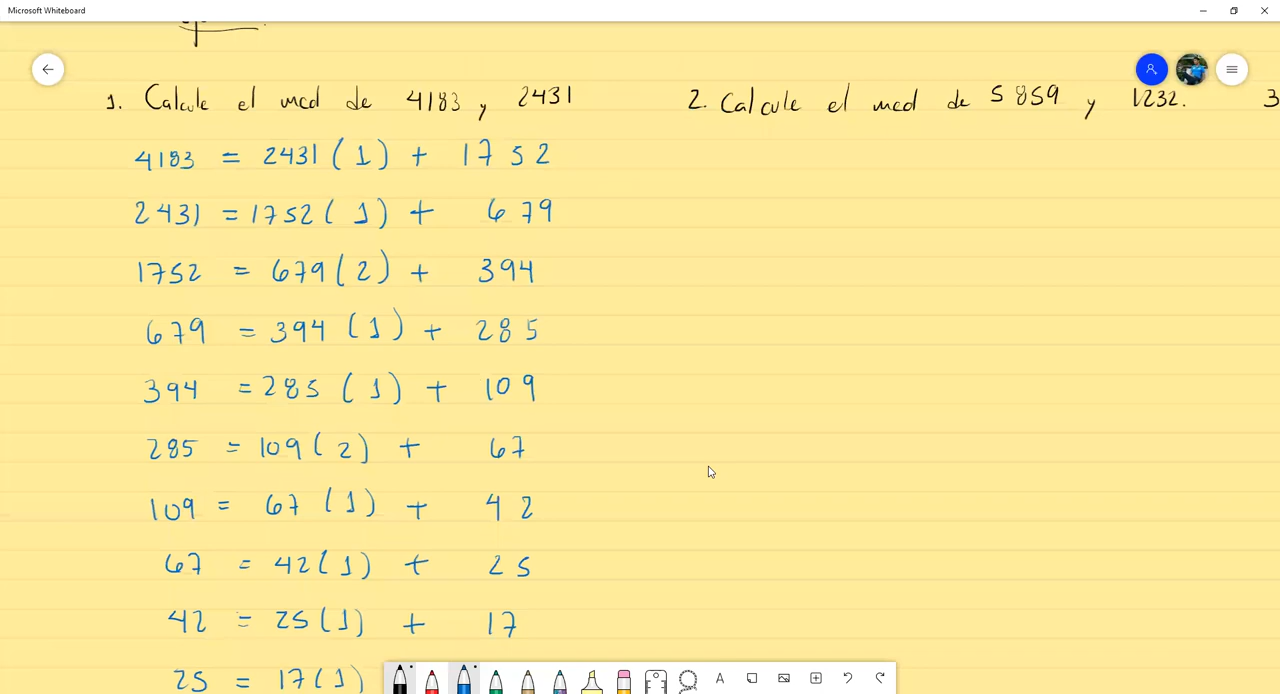 Microsoft Whiteboard
1. Calcule el mcd de 4183 y 2431
4183 = 2431 (1) + 1752
2431 = 1752 (1) + 679
1752 = 679 (2) + 394
679 = 394 (1) + 285
394 = 285 (1) + 109
285 = 109 (2) + 67
109 = 67 (1) + 42
67 = 42 (1) + 25
42 = 25 (1) + 17
25 = 17 (1)
2. Calcule el mcd de 5859 y 1232.
3